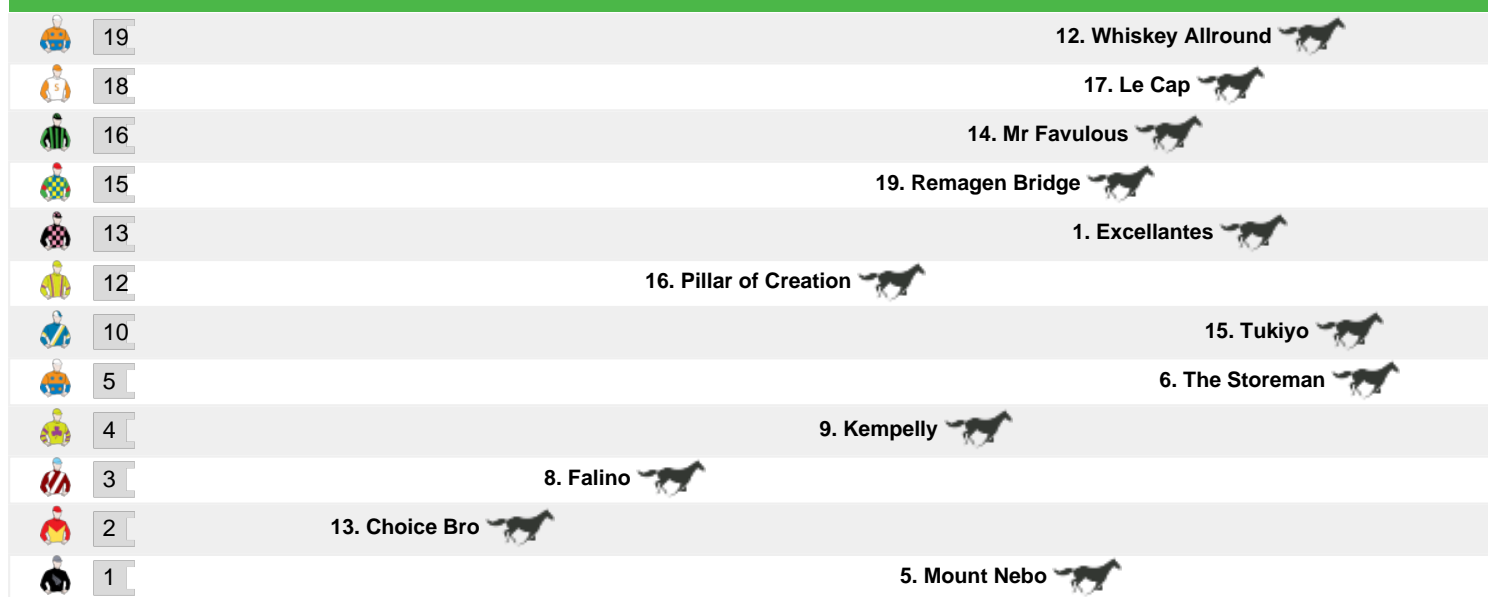 19 12. Whiskey Allround
18 S 17. Le Cap
16 14. Mr Favulous
15 19. Remagen Bridge
13 1. Excellantes
12 16. Pillar of Creation
10 15. Tukiyo
5 6. The Storeman
4 9. Kempelly
3 8. Falino
2 13. Choice Bro
1 5. Mount Nebo